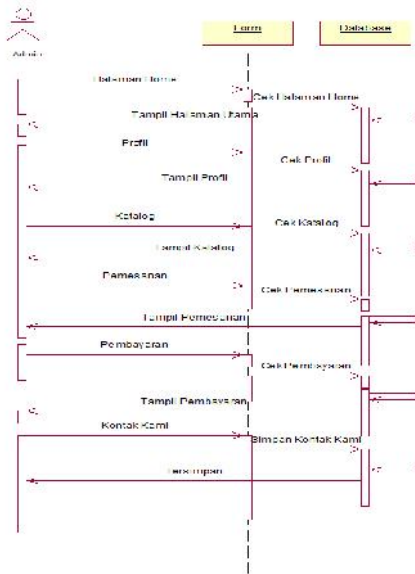 Form
Database
Admin
Halaman Home
Cek Halaman Home
Tampil Halaman Utama
Profil
Cek Profil
Tampil Profil
Katalog
Cek Katalog
Tampil Katalog
Pemesanan
Cek Pemesanan
Tampil Pemesanan
Pembayaran
Cek Pembayaran
Tampil Pembayaran
Kontak Kami
Simpan Kontak Kami
Tersimpan